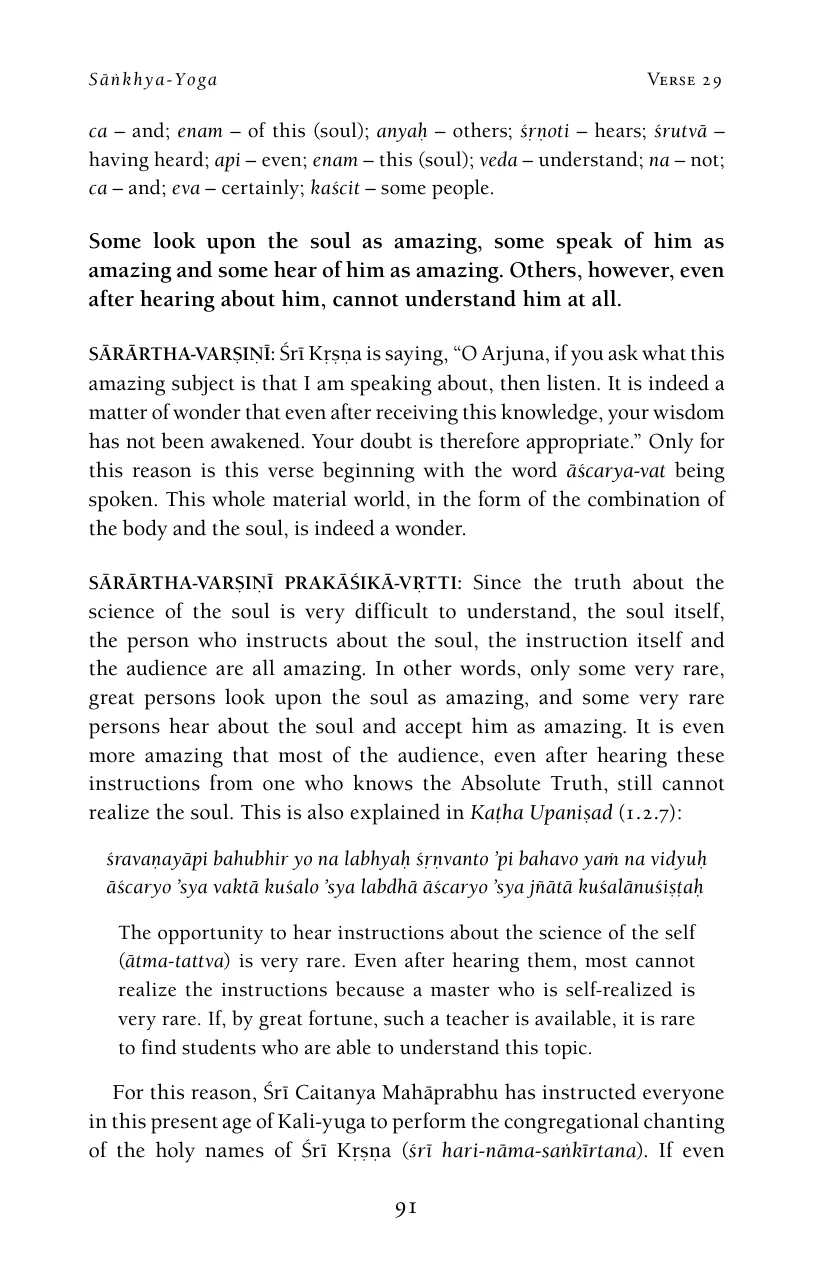 Sāṅkhya-Yoga Verse 29
ca – and; enam – of this (soul); anyaḥ – others; śṛṇoti – hears; śrutvā –
having heard; api – even; enam – this (soul); veda – understand; na – not;
ca – and; eva – certainly; kaścit – some people.
Some look upon the soul as amazing, some speak of him as
amazing and some hear of him as amazing. Others, however, even
after hearing about him, cannot understand him at all.
SĀRĀRTHA-VARṢIṆĪ: Śrī Kṛṣṇa is saying, “O Arjuna, if you ask what this
amazing subject is that I am speaking about, then listen. It is indeed a
matter of wonder that even after receiving this knowledge, your wisdom
has not been awakened. Your doubt is therefore appropriate.” Only for
this reason is this verse beginning with the word āścarya-vat being
spoken. This whole material world, in the form of the combination of
the body and the soul, is indeed a wonder.
SĀRĀRTHA-VARṢIṆĪ PRAKĀŚIKĀ-VṚTTI: Since the truth about the
science of the soul is very difficult to understand, the soul itself,
the person who instructs about the soul, the instruction itself and
the audience are all amazing. In other words, only some very rare,
great persons look upon the soul as amazing, and some very rare
persons hear about the soul and accept him as amazing. It is even
more amazing that most of the audience, even after hearing these
instructions from one who knows the Absolute Truth, still cannot
realize the soul. This is also explained in Kaṭha Upaniṣad (1.2.7):
śravaṇayāpi bahubhir yo na labhyaḥ śṛṇvanto ’pi bahavo yaṁ na vidyuḥ
āścaryo ’sya vaktā kuśalo ’sya labdhā āścaryo ’sya jñātā kuśalānuśiṣṭaḥ
The opportunity to hear instructions about the science of the self
(ātma-tattva) is very rare. Even after hearing them, most cannot
realize the instructions because a master who is self-realized is
very rare. If, by great fortune, such a teacher is available, it is rare
to find students who are able to understand this topic.
For this reason, Śrī Caitanya Mahāprabhu has instructed everyone
in this present age of Kali-yuga to perform the congregational chanting
of the holy names of Śrī Kṛṣṇa (śrī hari-nāma-saṅkīrtana). If even
91